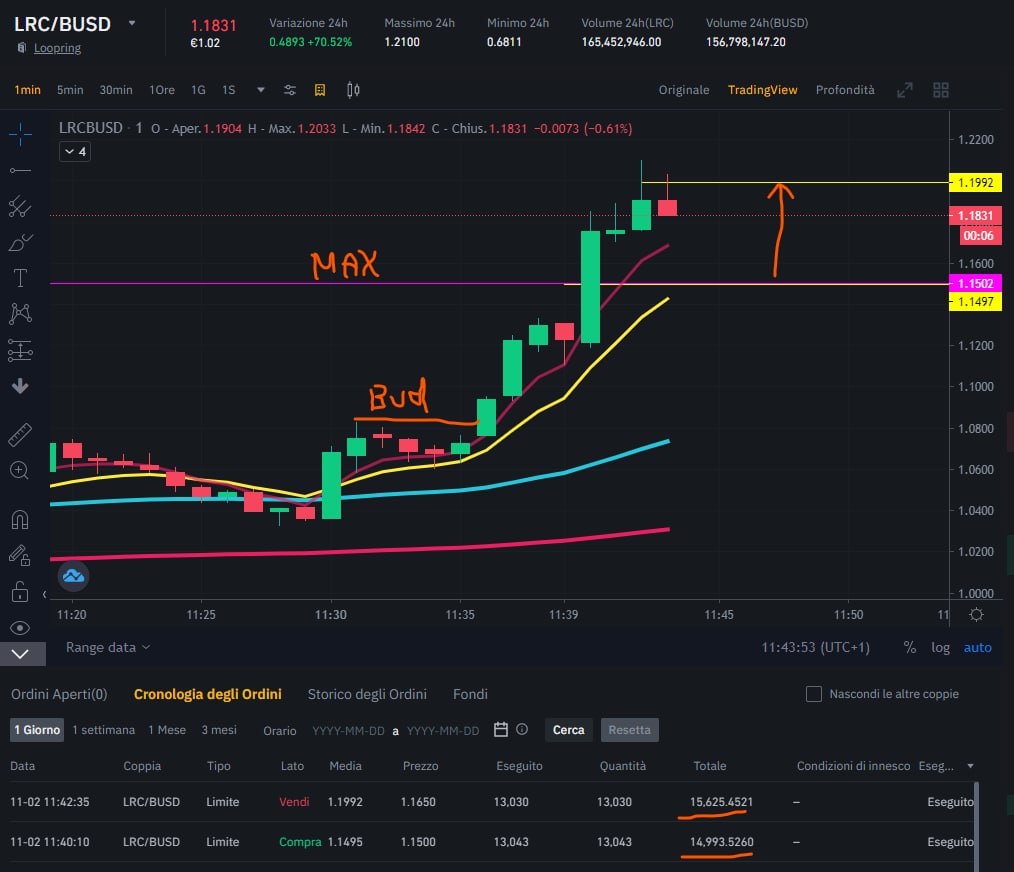 LRC/BUSD
Loopring
1.1831
€1.02
Variazione 24h
0.4893 +70.52%
Massimo 24h
1.2100
Minimo 24h
0.6811
Volume 24h(LRC)
165,452,946.00
Volume 24h(BUSD)
156,798,147.20
1min 5min 30min 1Ore 1G 1S
Originale TradingView Profondità
LRCBUSD · 1 O - Aper.1.1904 H - Max.1.2033 L - Min.1.1842 C - Chius.1.1831 −0.0073 (−0.61%)
4
1.2200
1.1992
1.1831
00:06
1.1600
MAX
1.1502
1.1497
1.1200
1.1000
1.0800
1.0600
1.0400
1.0200
1.0000
11:20 11:25 11:30 11:35 11:39 11:45 11:50 11
Range data 11:43:53 (UTC+1) % log auto
Ordini Aperti(0) Cronologia degli Ordini Storico degli Ordini Fondi Nascondi le altre coppie
1 Giorno 1 settimana 1 Mese 3 mesi Orario YYYY-MM-DD a YYYY-MM-DD Cerca Resetta
Data Coppia Tipo Lato Media Prezzo Eseguito Quantità Totale Condizioni di innesco Eseg...
11-02 11:42:35 LRC/BUSD Limite Vendi 1.1992 1.1650 13,030 13,030 15,625.4521 – Eseguito
11-02 11:40:10 LRC/BUSD Limite Compra 1.1495 1.1500 13,043 13,043 14,993.5260 – Eseguito